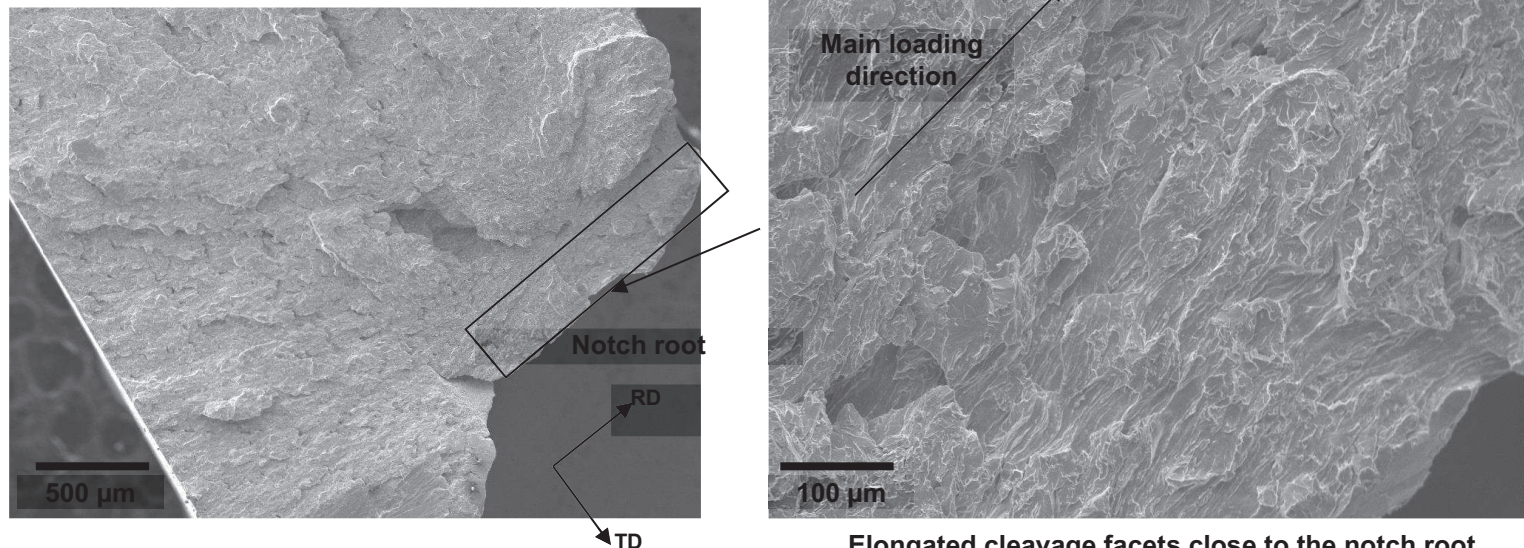 Notch root
RD
500 µm
TD
Main loading
direction
100 µm
Elongated cleavage facets close to the notch root